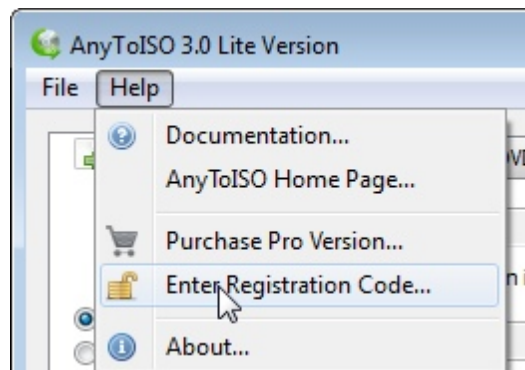 AnyToISO 3.0 Lite Version
File Help
Documentation...
AnyToISO Home Page...
Purchase Pro Version...
Enter Registration Code...
About...